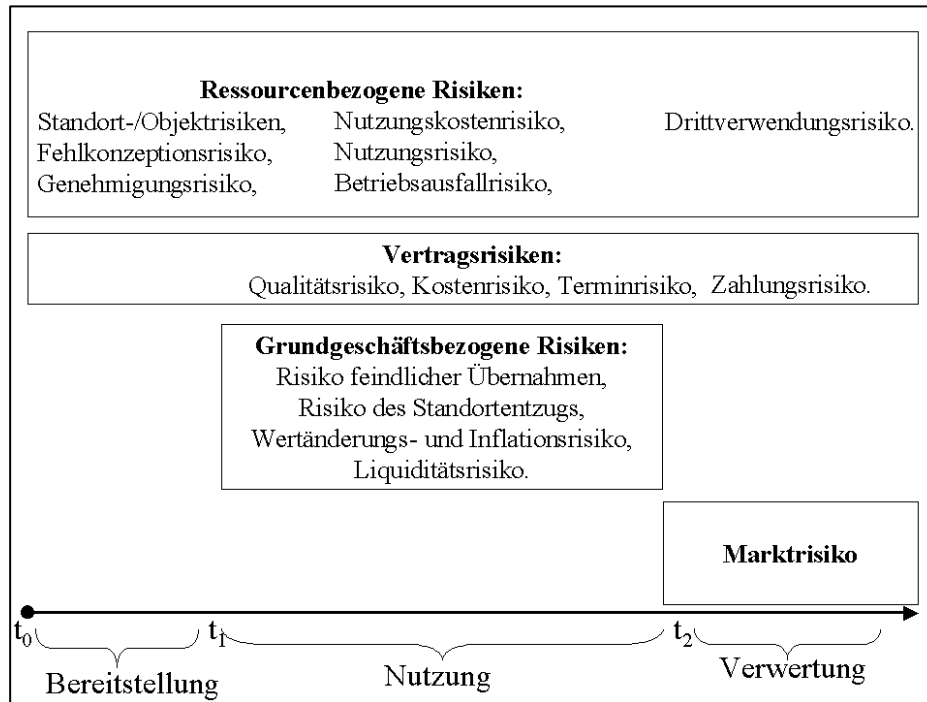 Ressourcenbezogene Risiken:
Standort-/Objektrisiken, Nutzungskostenrisiko, Drittverwendungsrisiko.
Fehlkonzeptionsrisiko, Nutzungsrisiko,
Genehmigungsrisiko, Betriebsausfallrisiko,
Vertragsrisiken:
Qualitätsrisiko, Kostenrisiko, Terminrisiko, Zahlungsrisiko.
Grundgeschäftsbezogene Risiken:
Risiko feindlicher Übernahmen,
Risiko des Standortentzugs,
Wertänderungs- und Inflationsrisiko,
Liquiditätsrisiko.
Marktrisiko
t0 t1 t2
Bereitstellung Nutzung Verwertung